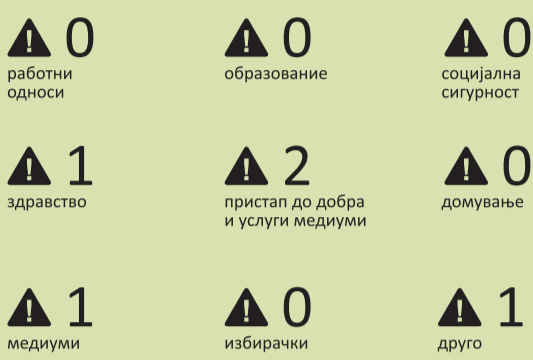 0
работни
односи
0
образование
0
социјална
сигурност
1
здравство
2
пристап до добра
и услуги медиуми
0
домување
1
медиуми
0
избирачки
1
друго